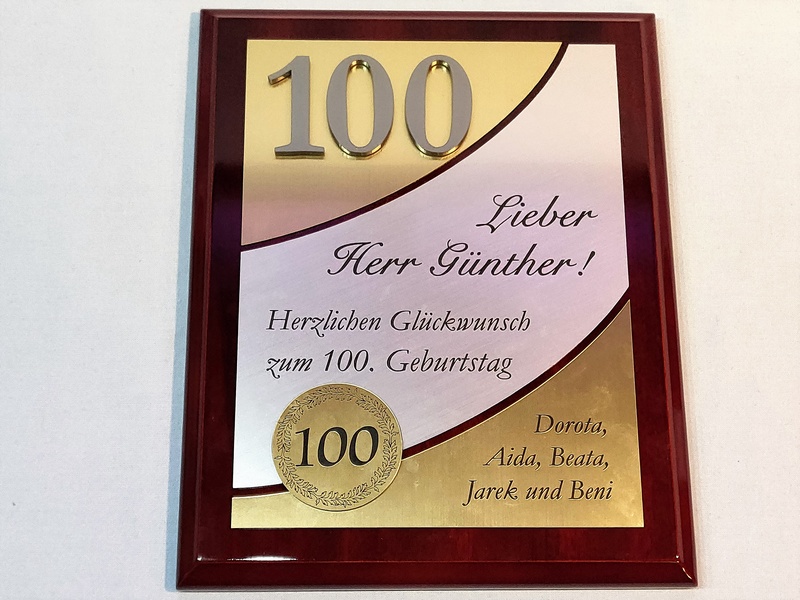 100
Lieber
Herr Günther!
Herzlichen Glückwunsch
zum 100. Geburtstag
100
Dorota,
Aida, Beata,
Jarek und Beni